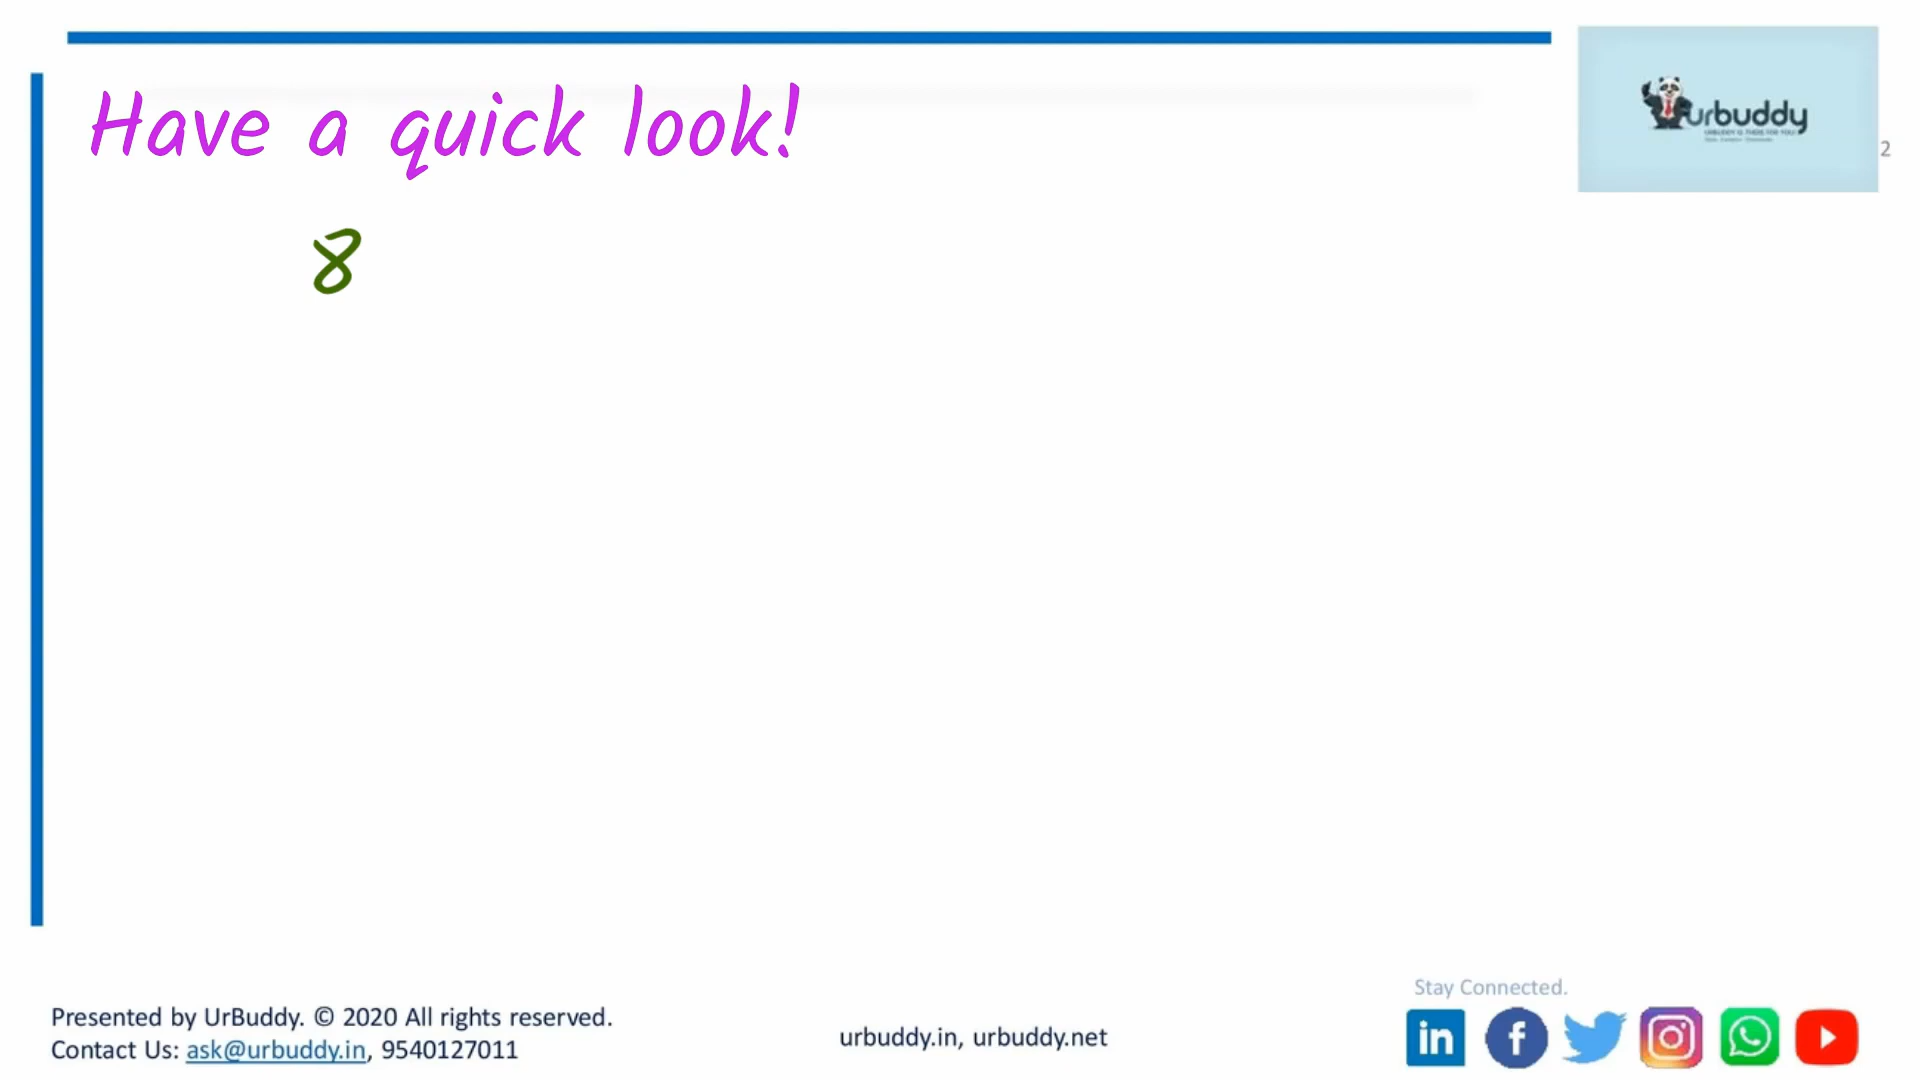 Have a quick look!
urbuddy
2
8
Stay Connected.
Presented by UrBuddy. © 2020 All rights reserved.
Contact Us: ask@urbuddy.in, 9540127011
urbuddy.in, urbuddy.net
in
f